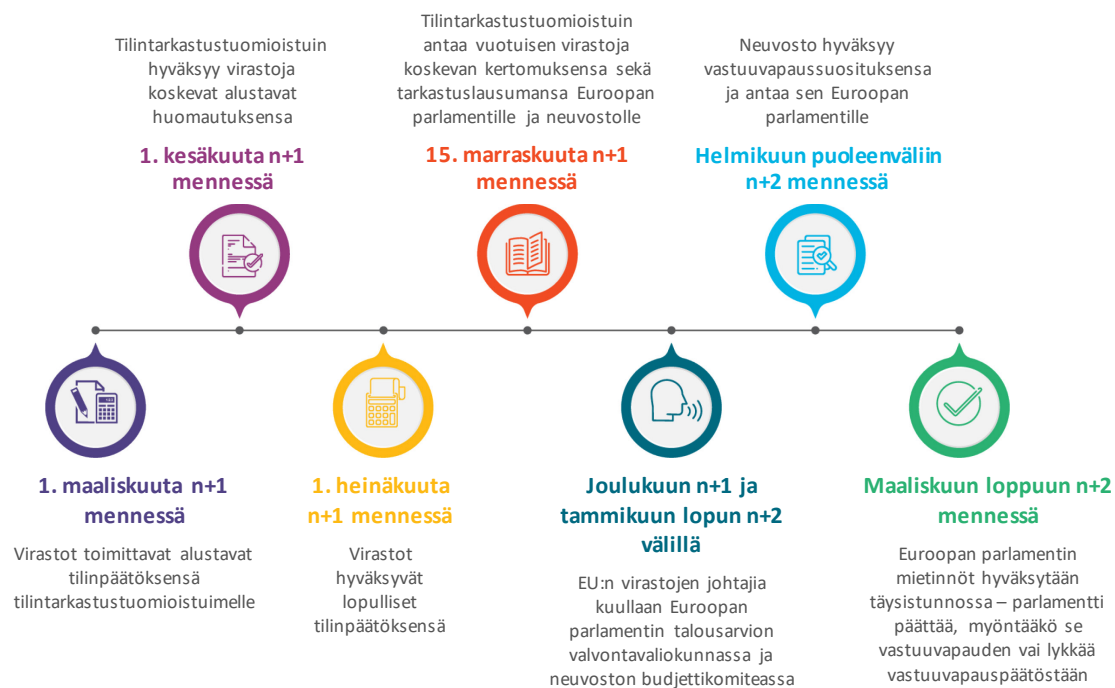 Tilintarkastustuomioistuin
hyväksyy virastoja
koskevat alustavat
huomautuksensa
1. kesäkuuta n+1
mennessä
Tilintarkastustuomioistuin
antaa vuotuisen virastoja
koskevan kertomuksensa sekä
tarkastuslausumansa Euroopan
parlamentille ja neuvostolle
15. marraskuuta n+1
mennessä
Neuvosto hyväksyy
vastuuvapaussuosituksensa
ja antaa sen Euroopan
parlamentille
Helmikuun puoleenväliin
n+2 mennessä
1. maaliskuuta n+1
mennessä
Virastot toimittavat alustavat
tilinpäätöksensä
tilintarkastustuomioistuimelle
1. heinäkuuta
n+1 mennessä
Virastot
hyväksyvät
lopulliset
tilinpäätöksensä
Joulukuun n+1 ja
tammikuun lopun n+2
välillä
EU:n virastojen johtajia
kuullaan Euroopan
parlamentin talousarvion
valvontavaliokunnassa ja
neuvoston budjettikomiteassa
Maaliskuun loppuun n+2
mennessä
Euroopan parlamentin
mietinnöt hyväksytään
täysistunnossa – parlamentti
päättää, myöntääkö se
vastuuvapauden vai lykkää
vastuuvapauspäätöstään